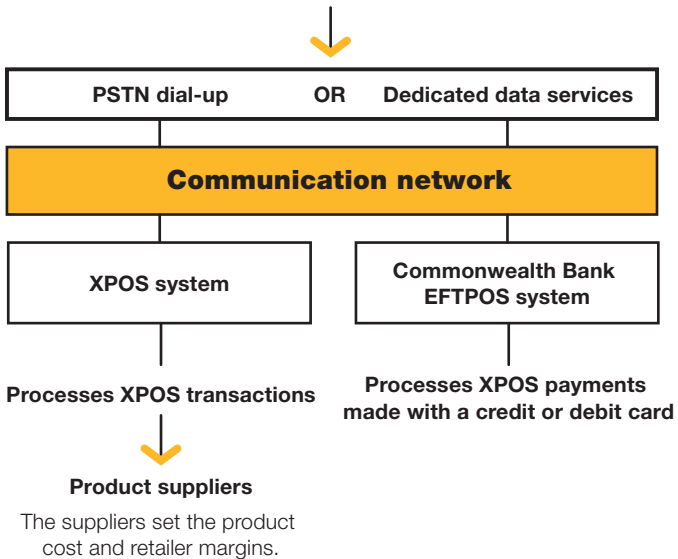 PSTN dial-up OR Dedicated data services
Communication network
XPOS system
Commonwealth Bank
EFTPOS system
Processes XPOS transactions
Processes XPOS payments
made with a credit or debit card
Product suppliers
The suppliers set the product
cost and retailer margins.